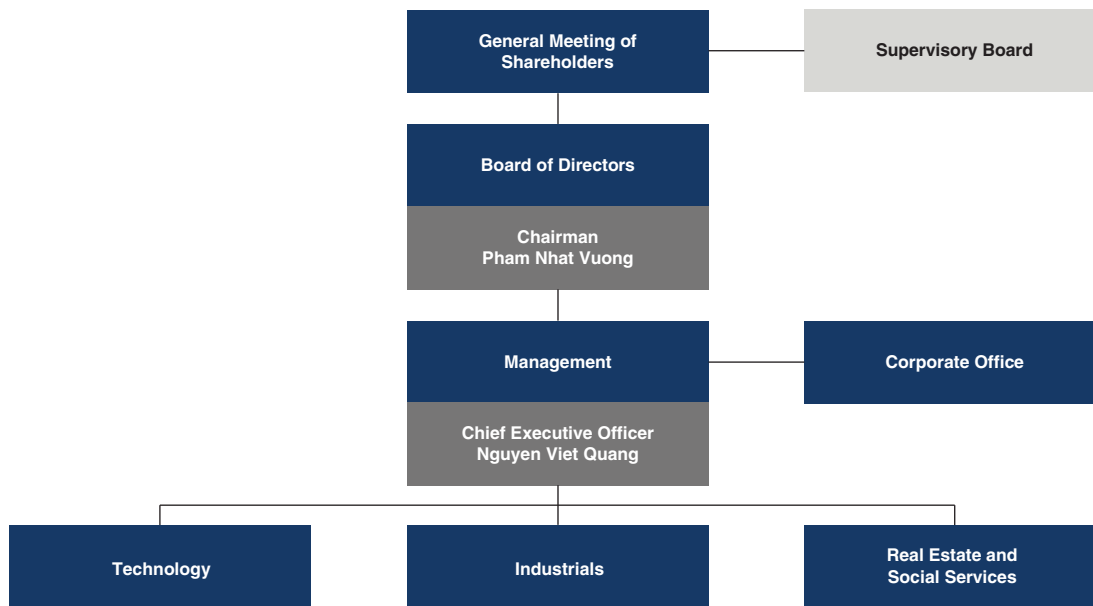 General Meeting of
Shareholders
Supervisory Board
Board of Directors
Chairman
Pham Nhat Vuong
Management
Corporate Office
Chief Executive Officer
Nguyen Viet Quang
Technology
Industrials
Real Estate and
Social Services